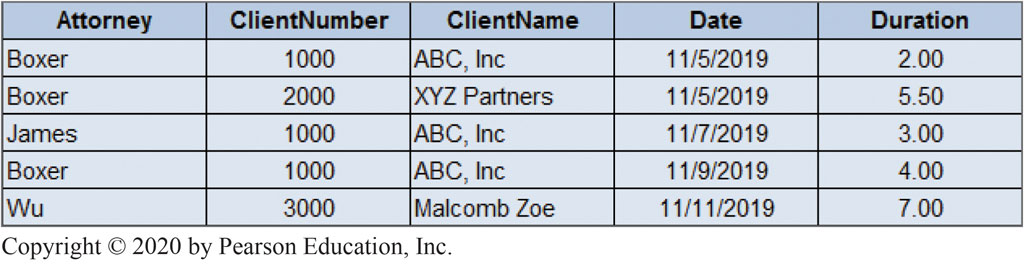 Attorney ClientNumber ClientName Date Duration
Boxer 1000 ABC, Inc 11/5/2019 2.00
Boxer 2000 XYZ Partners 11/5/2019 5.50
James 1000 ABC, Inc 11/7/2019 3.00
Boxer 1000 ABC, Inc 11/9/2019 4.00
Wu 3000 Malcomb Zoe 11/11/2019 7.00
Copyright © 2020 by Pearson Education, Inc.